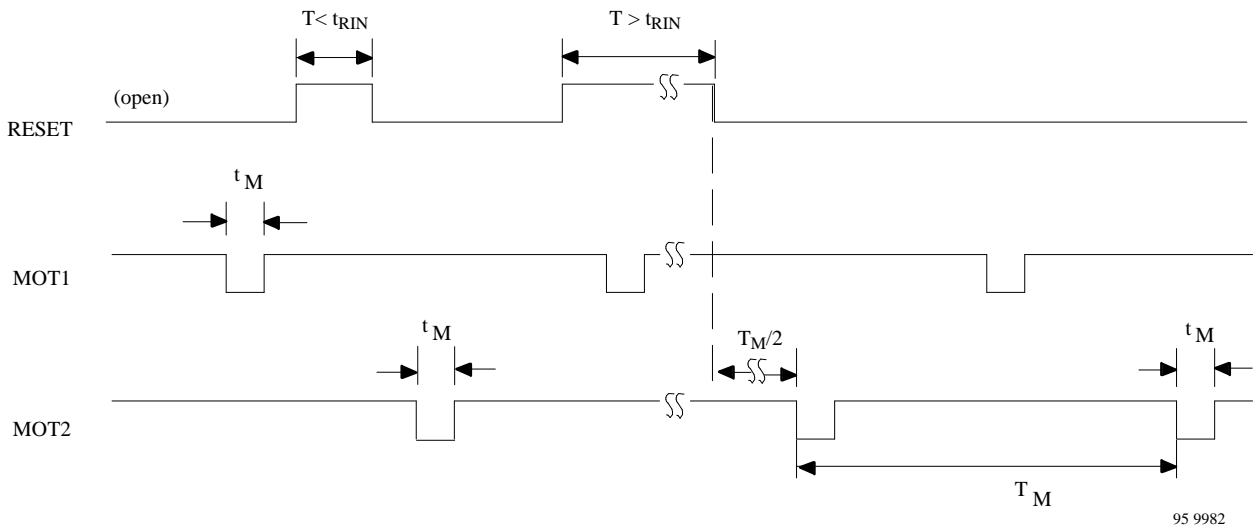 T< tRIN
T > tRIN
(open)
RESET
t M
MOT1
t M
TM/2
t M
MOT2
T M
95 9982